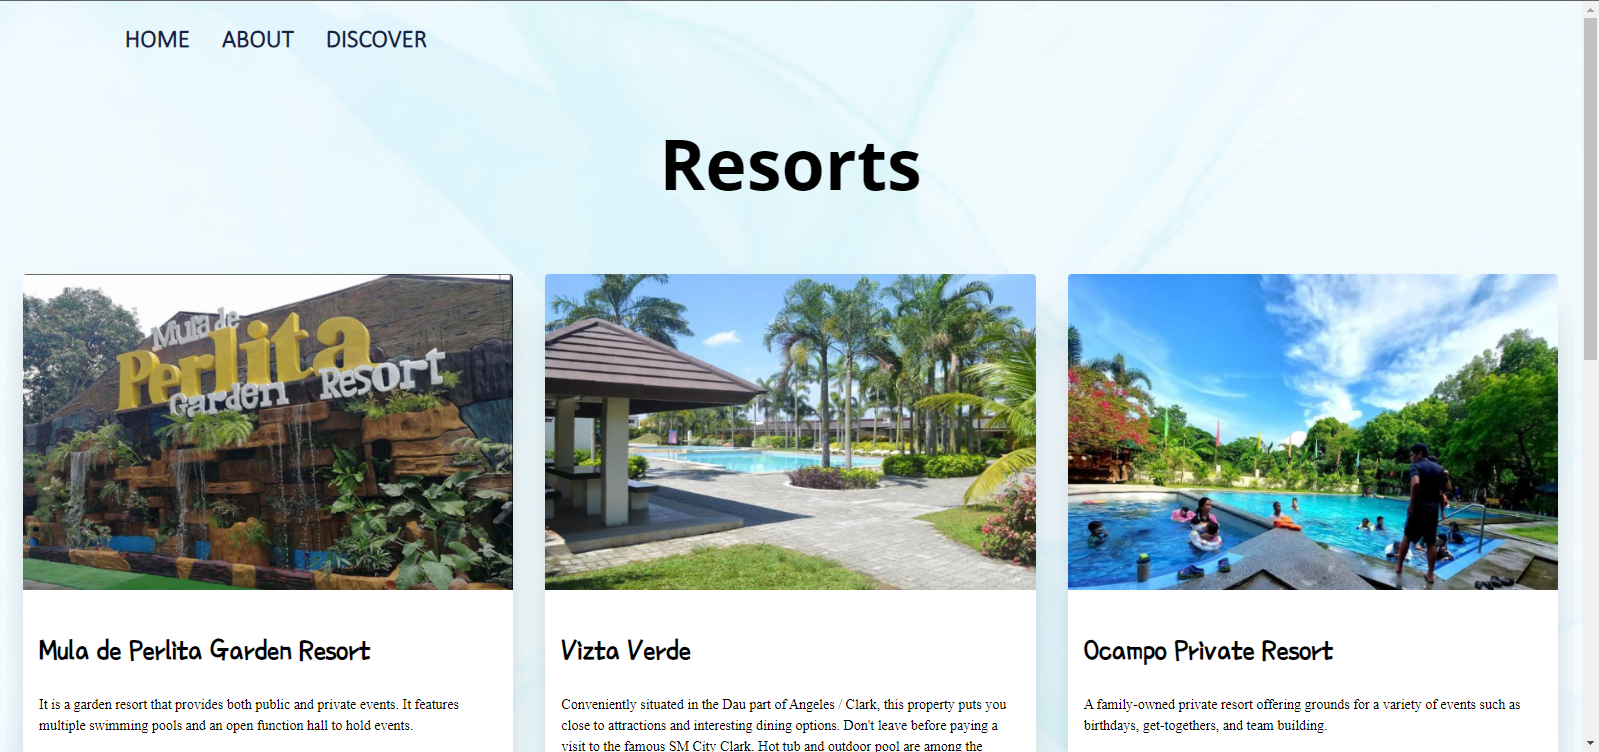 HOME ABOUT DISCOVER
Resorts
Mula de
Perlita
Garden Resort
Mula de Perlita Garden Resort
It is a garden resort that provides both public and private events. It features
multiple swimming pools and an open function hall to hold events.
Vizta Verde
Conveniently situated in the Dau part of Angeles / Clark, this property puts you
close to attractions and interesting dining options. Don't leave before paying a
visit to the famous SM City Clark. Hot tub and outdoor pool are among the
Ocampo Private Resort
A family-owned private resort offering grounds for a variety of events such as
birthdays, get-togethers, and team building.